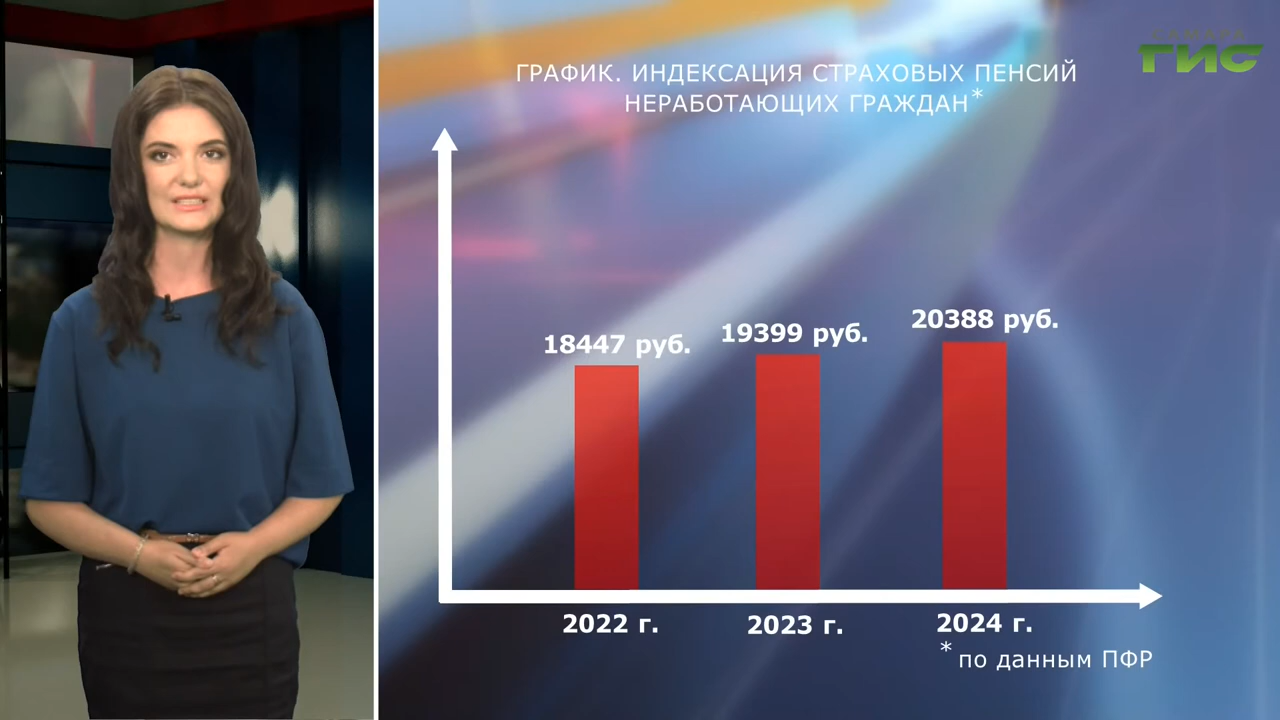 САМАРА
ГИС
ГРАФИК. ИНДЕКСАЦИЯ СТРАХОВЫХ ПЕНСИЙ
НЕРАБОТАЮЩИХ ГРАЖДАН*
18447 руб.
19399 руб.
20388 руб.
2022 г.
2023 г.
2024 г.
* по данным ПФР